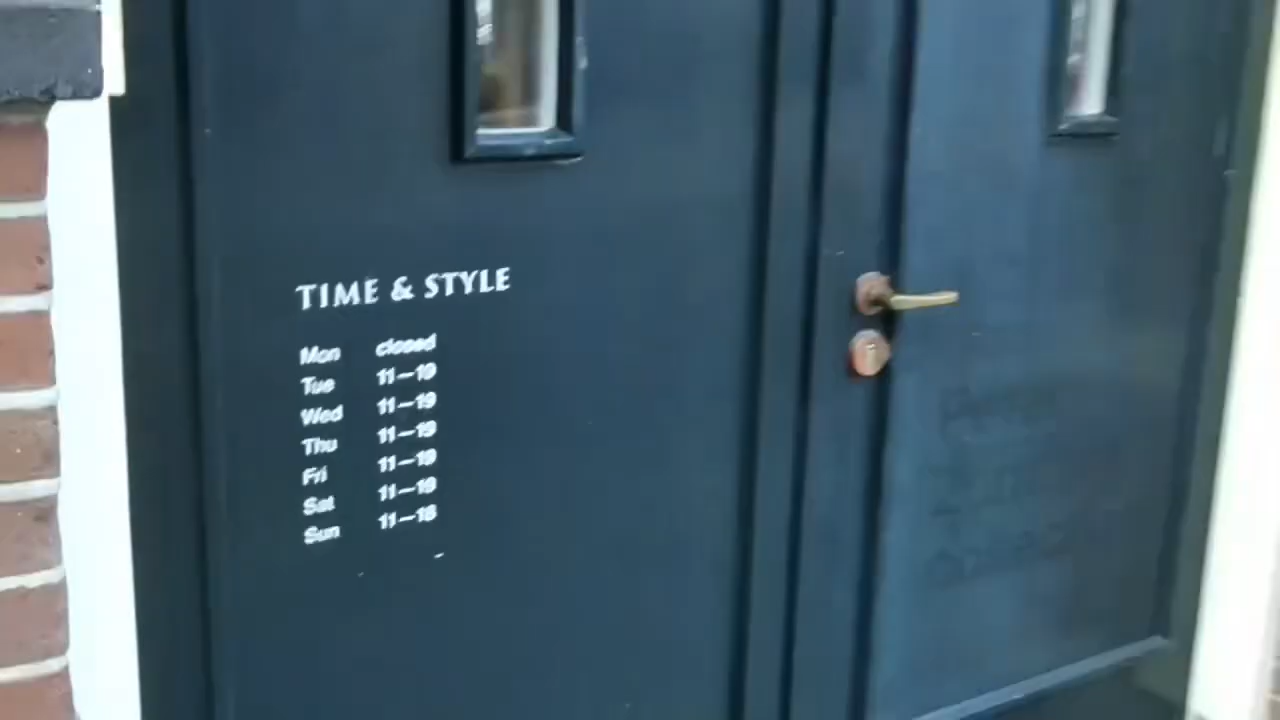 TIME & STYLE
Mon closed
Tue 11–19
Wed 11–19
Thu 11–19
Fri 11–19
Sat 11–19
Sun 11–18